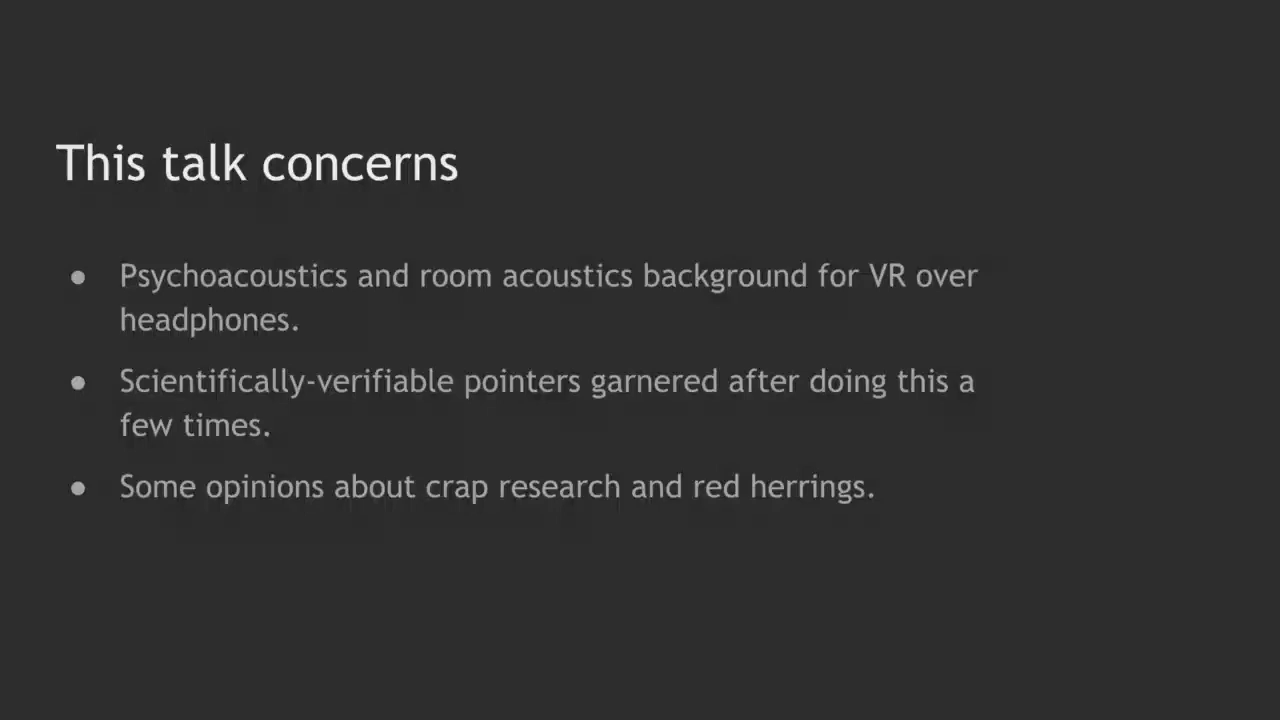 This talk concerns
● Psychoacoustics and room acoustics background for VR over
headphones.
● Scientifically-verifiable pointers garnered after doing this a
few times.
● Some opinions about crap research and red herrings.